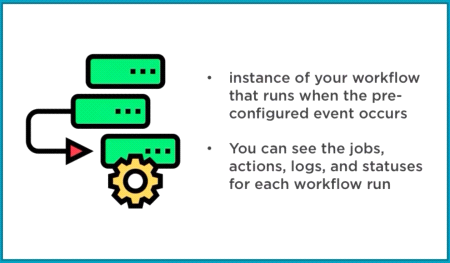 • instance of your workflow
that runs when the pre-
configured event occurs
• You can see the jobs,
actions, logs, and statuses
for each workflow run